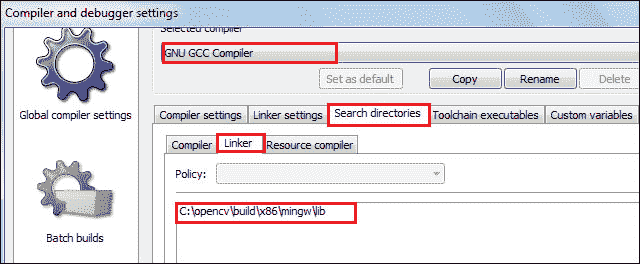 Compiler and debugger settings
Selected compiler
GNU GCC Compiler
Set as default
Copy
Rename
Delete
Global compiler settings
Compiler settings
Linker settings
Search directories
Toolchain executables
Custom variables
Compiler
Linker
Resource compiler
Policy:
C:\opencv\build\x86\mingw\lib
Batch builds